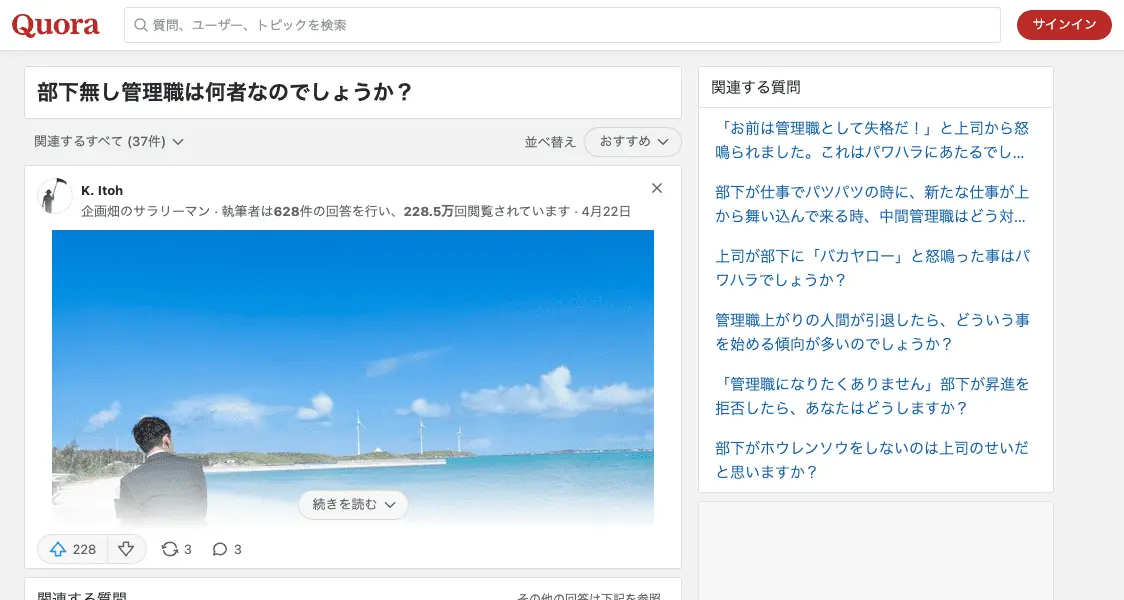 Quora
質問、ユーザー、トピックを検索
サインイン
部下無し管理職は何者なのでしょうか？
関連するすべて (37件)
並べ替え
おすすめ
K. Itoh
企画畑のサラリーマン · 執筆者は628件の回答を行い、228.5万回閲覧されています · 4月22日
続きを読む
228
3
3
関連する質問
その他の回答は下記を参照
関連する質問
「お前は管理職として失格だ！」と上司から怒
鳴られました。これはパワハラにあたるでし...
部下が仕事でパツパツの時に、新たな仕事が上
から舞い込んで来る時、中間管理職はどう対...
上司が部下に「バカヤロー」と怒鳴った事はパ
ワハラでしょうか？
管理職上がりの人間が引退したら、どういう事
を始める傾向が多いのでしょうか？
「管理職になりたくありません」部下が昇進を
拒否したら、あなたはどうしますか？
部下がホウレンソウをしないのは上司のせいだ
と思いますか？